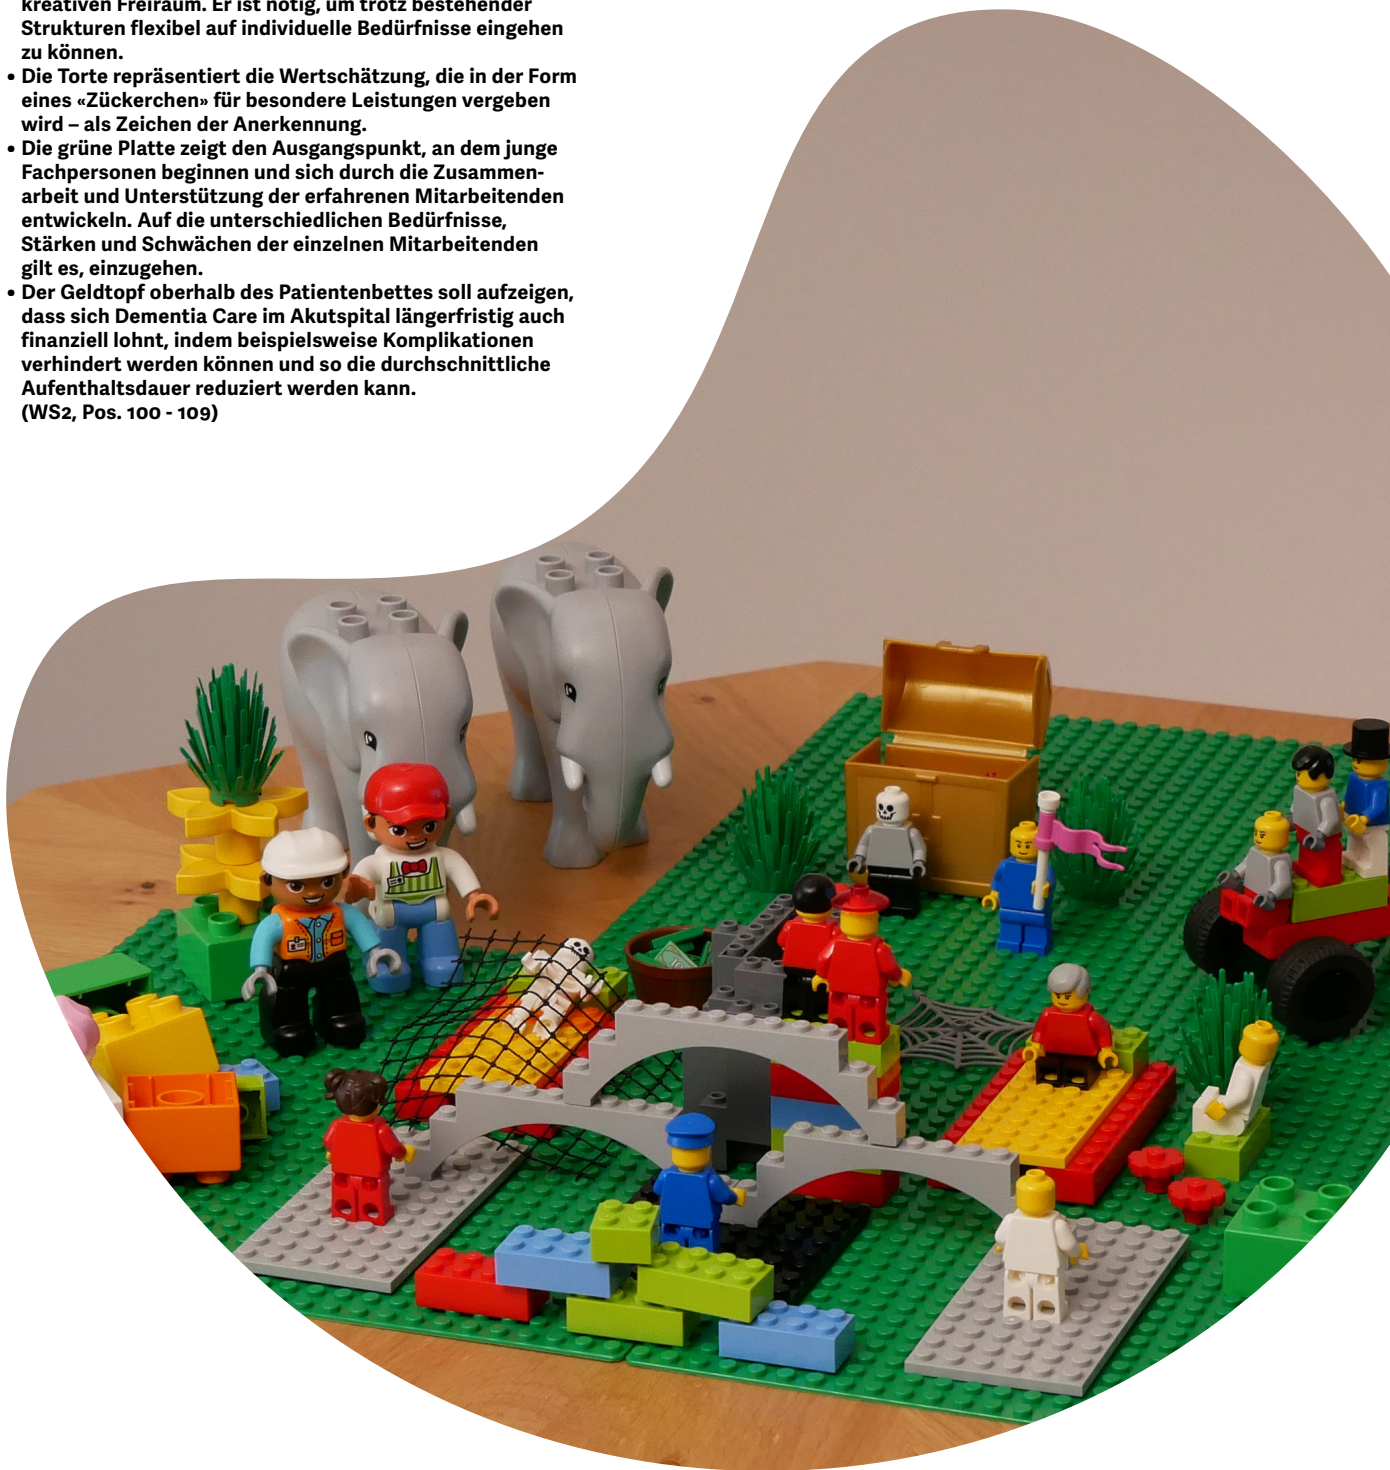 kreativen Freiraum. Er ist nötig, um trotz bestehender
Strukturen flexibel auf individuelle Bedürfnisse eingehen
zu können.
• Die Torte repräsentiert die Wertschätzung, die in der Form
eines «Zückerchen» für besondere Leistungen vergeben
wird – als Zeichen der Anerkennung.
• Die grüne Platte zeigt den Ausgangspunkt, an dem junge
Fachpersonen beginnen und sich durch die Zusammen-
arbeit und Unterstützung der erfahrenen Mitarbeitenden
entwickeln. Auf die unterschiedlichen Bedürfnisse,
Stärken und Schwächen der einzelnen Mitarbeitenden
gilt es, einzugehen.
• Der Geldtopf oberhalb des Patientenbettes soll aufzeigen,
dass sich Dementia Care im Akutspital längerfristig auch
finanziell lohnt, indem beispielsweise Komplikationen
verhindert werden können und so die durchschnittliche
Aufenthaltsdauer reduziert werden kann.
(WS2, Pos. 100 - 109)